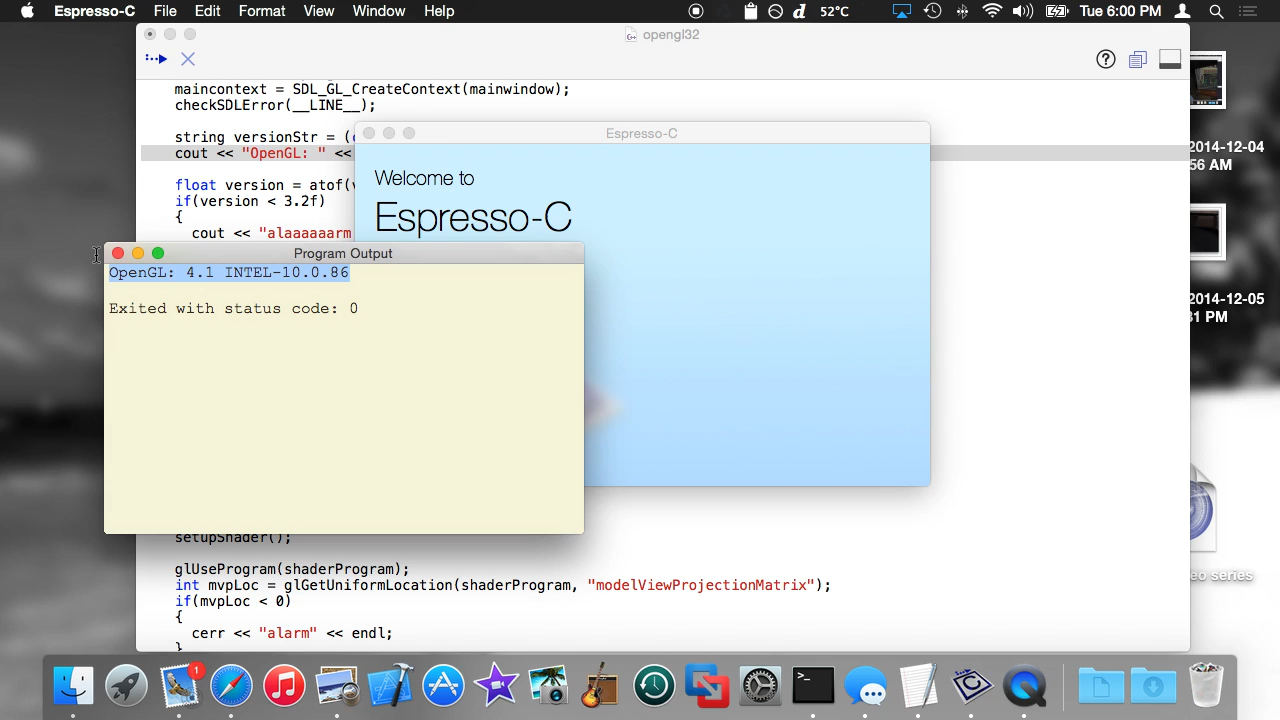 Espresso-C File Edit Format View Window Help d 52°C Tue 6:00 PM
opengl32
maincontext = SDL_GL_CreateContext(mainwindow);
checkSDLError(__LINE__);
string versionStr = (
cout << "OpenGL: " <<
float version = atof(
if(version < 3.2f)
{
cout << "alaaaaaarm
Espresso-C
Welcome to
Espresso-C
Program Output
OpenGL: 4.1 INTEL-10.0.86
Exited with status code: 0
setupShader();
glUseProgram(shaderProgram);
int mvpLoc = glGetUniformLocation(shaderProgram, "modelViewProjectionMatrix");
if(mvpLoc < 0)
{
cerr << "alarm" << endl;
}
2014-12-04
56 AM
2014-12-05
31 PM
eo series
1
>_
C